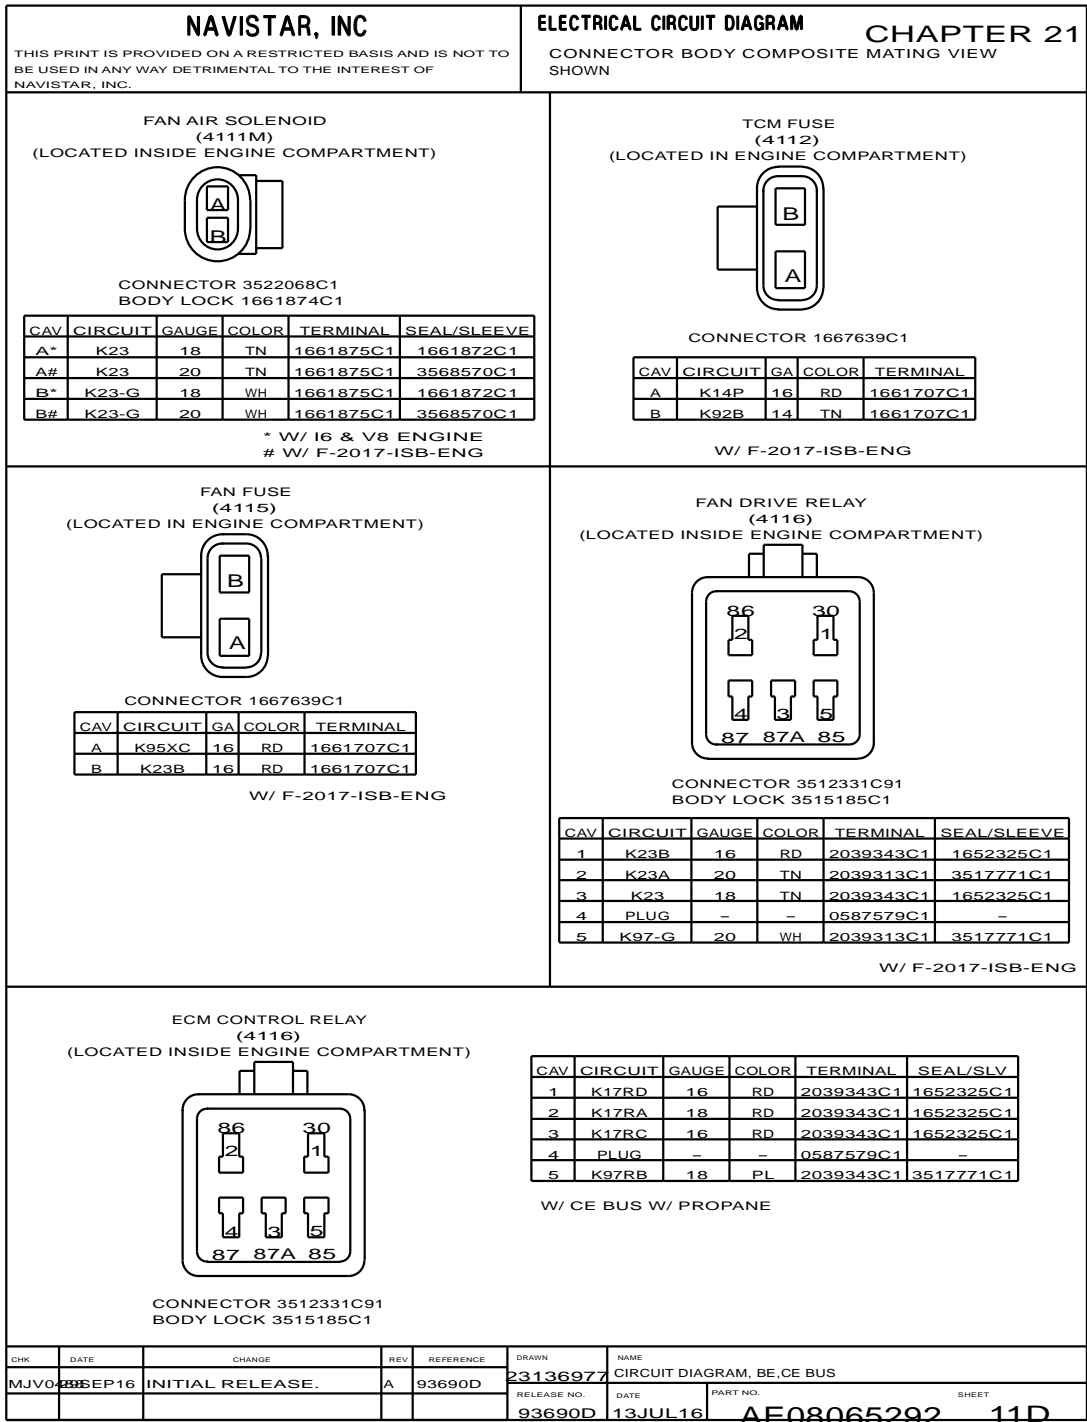 NAVISTAR, INC
THIS PRINT IS PROVIDED ON A RESTRICTED BASIS AND IS NOT TO
BE USED IN ANY WAY DETRIMENTAL TO THE INTEREST OF
NAVISTAR, INC.
ELECTRICAL CIRCUIT DIAGRAM
CHAPTER 21
CONNECTOR BODY COMPOSITE MATING VIEW
SHOWN
FAN AIR SOLENOID
(4111M)
(LOCATED INSIDE ENGINE COMPARTMENT)
A
B
CONNECTOR 3522068C1
BODY LOCK 1661874C1
CAV CIRCUIT GAUGE COLOR TERMINAL SEAL/SLEEVE
A* K23 18 TN 1661875C1 1661872C1
A# K23 20 TN 1661875C1 3568570C1
B* K23-G 18 WH 1661875C1 1661872C1
B# K23-G 20 WH 1661875C1 3568570C1
* W/ I6 & V8 ENGINE
# W/ F-2017-ISB-ENG
TCM FUSE
(4112)
(LOCATED IN ENGINE COMPARTMENT)
B
A
CONNECTOR 1667639C1
CAV CIRCUIT GA COLOR TERMINAL
A K14P 16 RD 1661707C1
B K92B 14 TN 1661707C1
W/ F-2017-ISB-ENG
FAN FUSE
(4115)
(LOCATED IN ENGINE COMPARTMENT)
B
A
CONNECTOR 1667639C1
CAV CIRCUIT GA COLOR TERMINAL
A K95XC 16 RD 1661707C1
B K23B 16 RD 1661707C1
W/ F-2017-ISB-ENG
FAN DRIVE RELAY
(4116)
(LOCATED INSIDE ENGINE COMPARTMENT)
86 30
2 1
4 3 5
87 87A 85
CONNECTOR 3512331C91
BODY LOCK 3515185C1
CAV CIRCUIT GAUGE COLOR TERMINAL SEAL/SLEEVE
1 K23B 16 RD 2039343C1 1652325C1
2 K23A 20 TN 2039313C1 3517771C1
3 K23 18 TN 2039343C1 1652325C1
4 PLUG – – 0587579C1 –
5 K97-G 20 WH 2039313C1 3517771C1
W/ F-2017-ISB-ENG
ECM CONTROL RELAY
(4116)
(LOCATED INSIDE ENGINE COMPARTMENT)
86 30
2 1
4 3 5
87 87A 85
CONNECTOR 3512331C91
BODY LOCK 3515185C1
CAV CIRCUIT GAUGE COLOR TERMINAL SEAL/SLV
1 K17RD 16 RD 2039343C1 1652325C1
2 K17RA 18 RD 2039343C1 1652325C1
3 K17RC 16 RD 2039343C1 1652325C1
4 PLUG – – 0587579C1 –
5 K97RB 18 PL 2039343C1 3517771C1
W/ CE BUS W/ PROPANE
CHK DATE CHANGE REV REFERENCE
INITIAL RELEASE. A 93690D
DRAWN
23136977
NAME
CIRCUIT DIAGRAM, BE,CE BUS
RELEASE NO. DATE PART NO. SHEET
93690D 13JUL16 AE08065292 11D